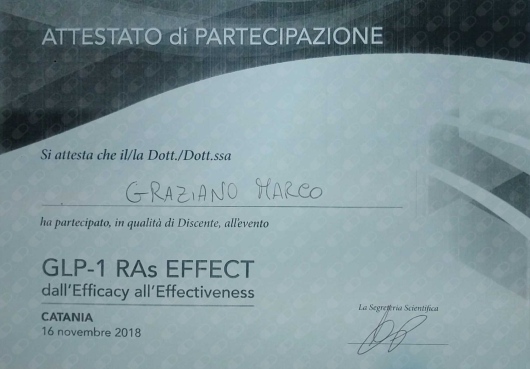 ATTESTATO di PARTECIPAZIONE
Si attesta che il/la Dott./Dott.ssa
GRAZIANO MARCO
ha partecipato, in qualità di Discente, all'evento
GLP-1 RAs EFFECT
dall'Efficacy all'Effectiveness
CATANIA
16 novembre 2018
La Segreteria Scientifica